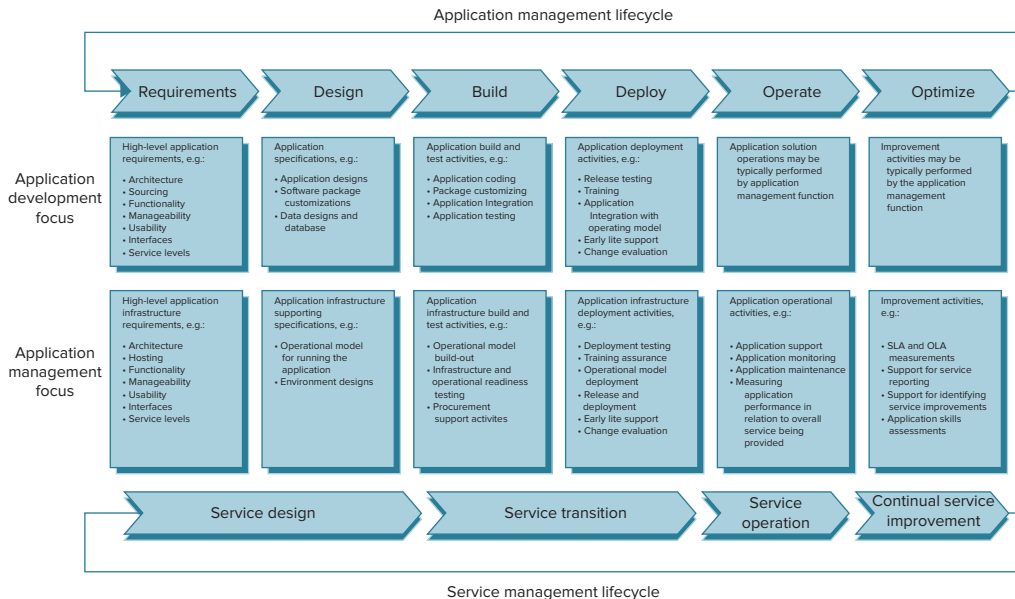 Application management lifecycle
Requirements
Design
Build
Deploy
Operate
Optimize
Application
development
focus
High-level application
requirements, e.g.:
• Architecture
• Sourcing
• Functionality
• Manageability
• Usability
• Interfaces
• Service levels
Application
specifications, e.g.:
• Application designs
• Software package
customizations
• Data designs and
database
Application build and
test activities, e.g.:
• Application coding
• Package customizing
• Application Integration
• Application testing
Application deployment
activities, e.g.:
• Release testing
• Training
• Application
Integration with
operating model
• Early lite support
• Change evaluation
Application solution
operations may be
typically performed
by application
management function
Improvement
activities may be
typically performed
by the application
management
function
Application
management
focus
High-level application
infrastructure
requirements, e.g.:
• Architecture
• Hosting
• Functionality
• Manageability
• Usability
• Interfaces
• Service levels
Application infrastructure
supporting
specifications, e.g.:
• Operational model
for running the
application
• Environment designs
Application
infrastructure build and
test activities, e.g.:
• Operational model
build-out
• Infrastructure and
operational readiness
testing
• Procurement
support activites
Application infrastructure
deployment activities,
e.g.:
• Deployment testing
• Training assurance
• Operational model
deployment
• Release and
deployment
• Early lite support
• Change evaluation
Application operational
activities, e.g.:
• Application support
• Application monitoring
• Application maintenance
• Measuring
application
performance in
relation to overall
service being
provided
Improvement activities,
e.g.:
• SLA and OLA
measurements
• Support for service
reporting
• Support for identifying
service improvements
• Application skills
assessments
Service design
Service transition
Service
operation
Continual service
improvement
Service management lifecycle